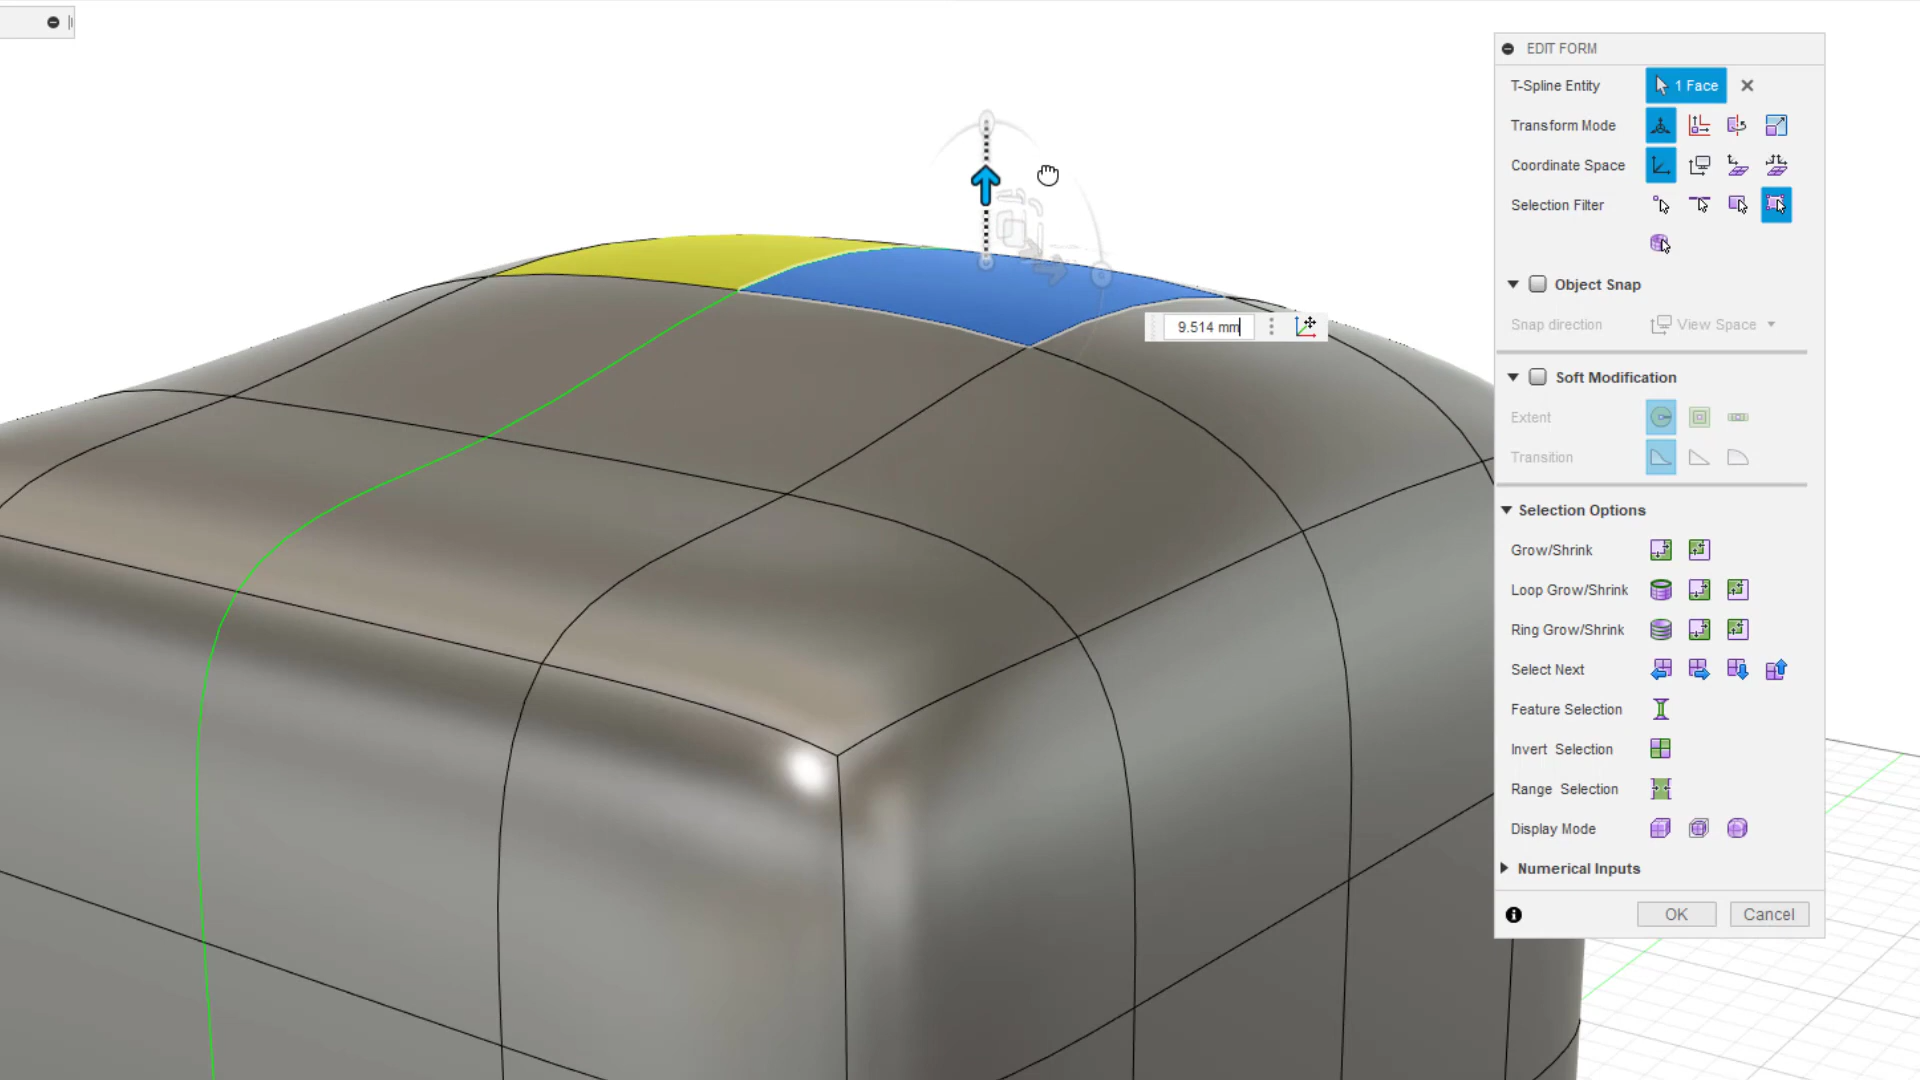 EDIT FORM
T-Spline Entity 1 Face
Transform Mode
Coordinate Space
Selection Filter
Object Snap
Snap direction View Space
9.514 mm
Soft Modification
Extent
Transition
Selection Options
Grow/Shrink
Loop Grow/Shrink
Ring Grow/Shrink
Select Next
Feature Selection
Invert Selection
Range Selection
Display Mode
Numerical Inputs
OK Cancel